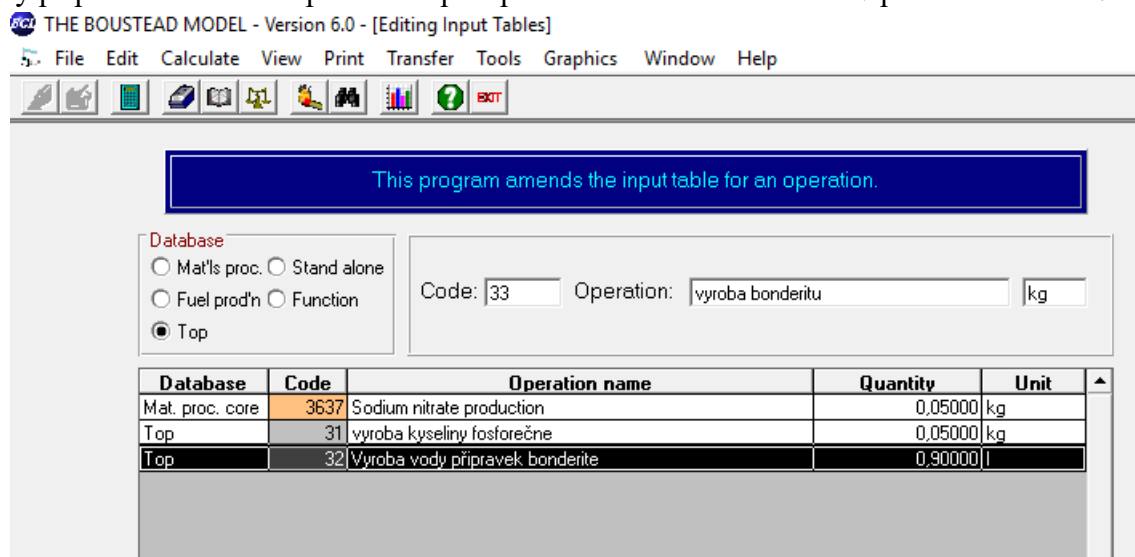 THE BOUSTEAD MODEL - Version 6.0 - [Editing Input Tables]
File Edit Calculate View Print Transfer Tools Graphics Window Help
EXIT
This program amends the input table for an operation.
Database
Mat'ls proc. Stand alone
Fuel prod'n Function
Top
Code: 33 Operation: vyroba bonderitu kg
Database Code Operation name Quantity Unit
Mat. proc. core 3637 Sodium nitrate production 0,05000 kg
Top 31 vyroba kyseliny fosforečne 0,05000 kg
Top 32 Vyroba vody připravek bonderite 0,90000 l